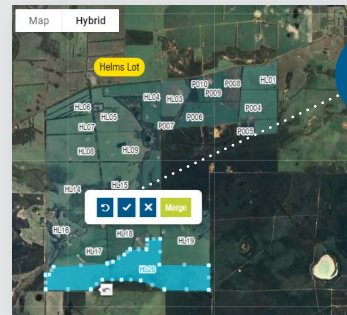 Map Hybrid
Helms Lot
HL01
P010
P008
HL04
HL03
P009
HL06
P004
HL05
P006
HL07
P007
P005
HL08
HL09
HL14
HL15
Merge
HL16
HL18
HL19
HL17
HL20